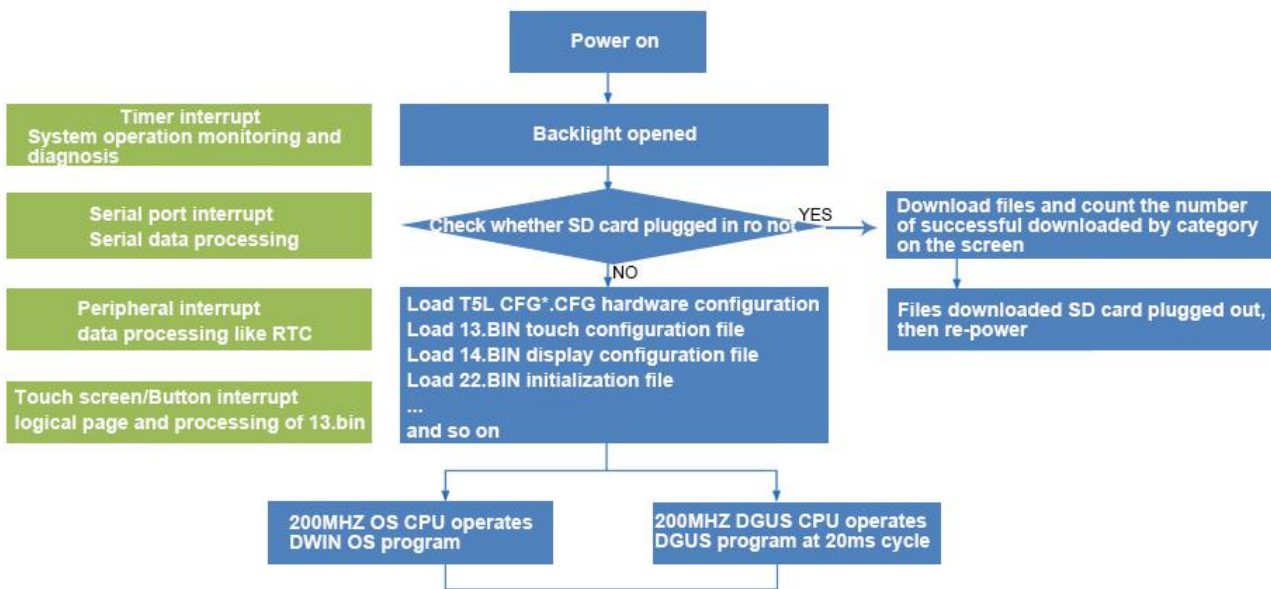 Power on
Timer interrupt
System operation monitoring and
diagnosis
Backlight opened
Serial port interrupt
Serial data processing
Check whether SD card plugged in ro not
YES
Download files and count the number
of successful downloaded by category
on the screen
NO
Peripheral interrupt
data processing like RTC
Load T5L CFG*.CFG hardware configuration
Load 13.BIN touch configuration file
Load 14.BIN display configuration file
Load 22.BIN initialization file
...
and so on
Files downloaded SD card plugged out,
then re-power
Touch screen/Button interrupt
logical page and processing of 13.bin
200MHZ OS CPU operates
DWIN OS program
200MHZ DGUS CPU operates
DGUS program at 20ms cycle